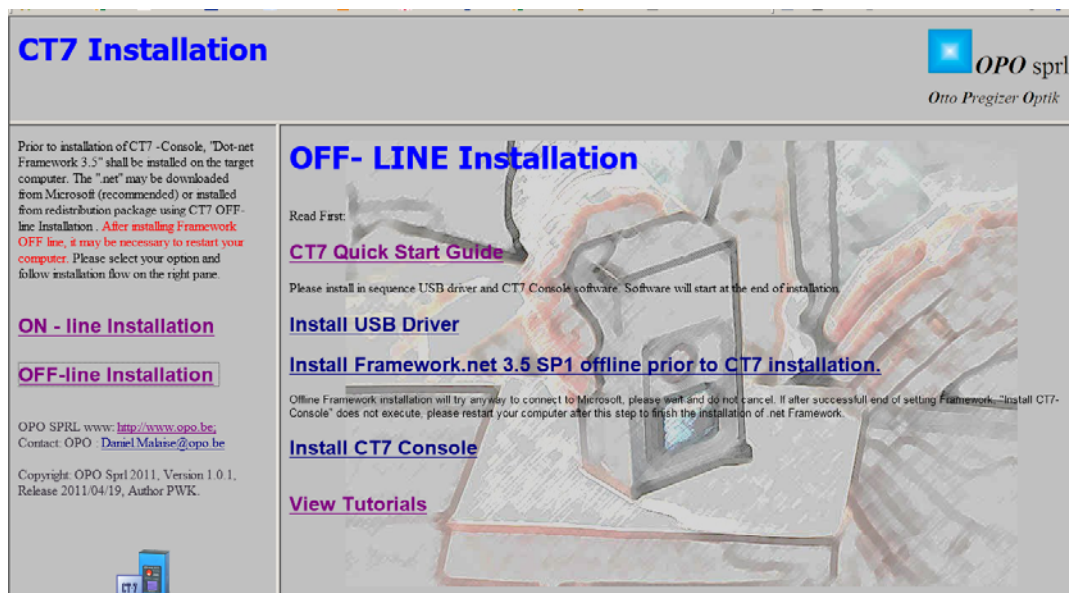 CT7 Installation
OPO sprl
Otto Pregizer Optik
Prior to installation of CT7 -Console, "Dot-net
Framework 3.5" shall be installed on the target
computer. The ".net" may be downloaded
from Microsoft (recommended) or installed
from redistribution package using CT7 OFF-
line Installation . After installing Framework
OFF line, it may be necessary to restart your
computer. Please select your option and
follow installation flow on the right pane.
ON - line Installation
OFF-line Installation
OPO SPRL www: http://www.opo.be;
Contact: OPO : Daniel.Malaise@opo.be
Copyright: OPO Sprl 2011, Version 1.0.1,
Release 2011/04/19, Author PWK.
CT7
OFF- LINE Installation
Read First:
CT7 Quick Start Guide
Please install in sequence USB driver and CT7 Console software. Software will start at the end of installation.
Install USB Driver
Install Framework.net 3.5 SP1 offline prior to CT7 installation.
Offline Framework installation will try anyway to connect to Microsoft, please wait and do not cancel. If after successfull end of setting Framework, "Install CT7-
Console" does not execute, please restart your computer after this step to finish the installation of .net Framework.
Install CT7 Console
View Tutorials